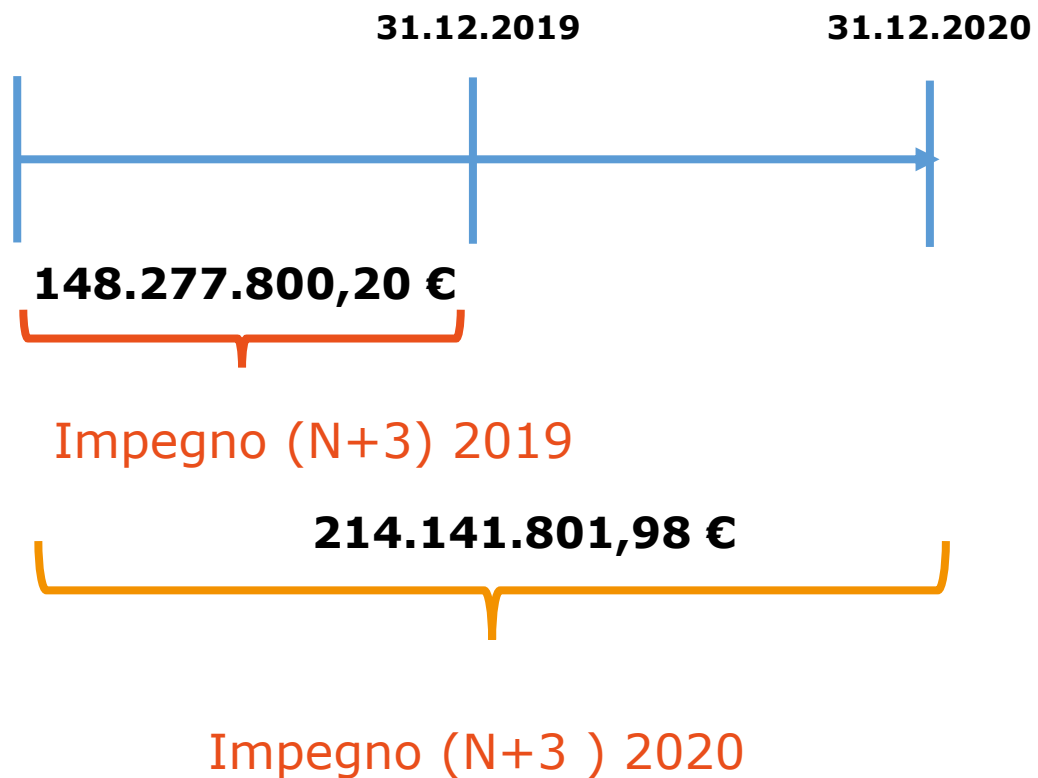 31.12.2019 31.12.2020
148.277.800,20 €
Impegno (N+3) 2019
214.141.801,98 €
Impegno (N+3 ) 2020